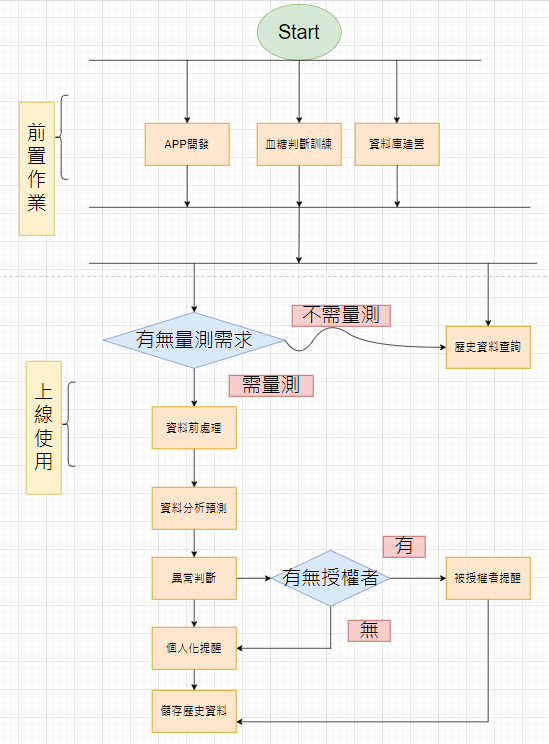 Start
前置作業
APP開發
血糖判斷訓練
資料庫建置
不需量測
有無量測需求
歷史資料查詢
需量測
上線使用
資料前處理
資料分析預測
有
異常判斷
有無授權者
被授權者提醒
無
個人化提醒
儲存歷史資料